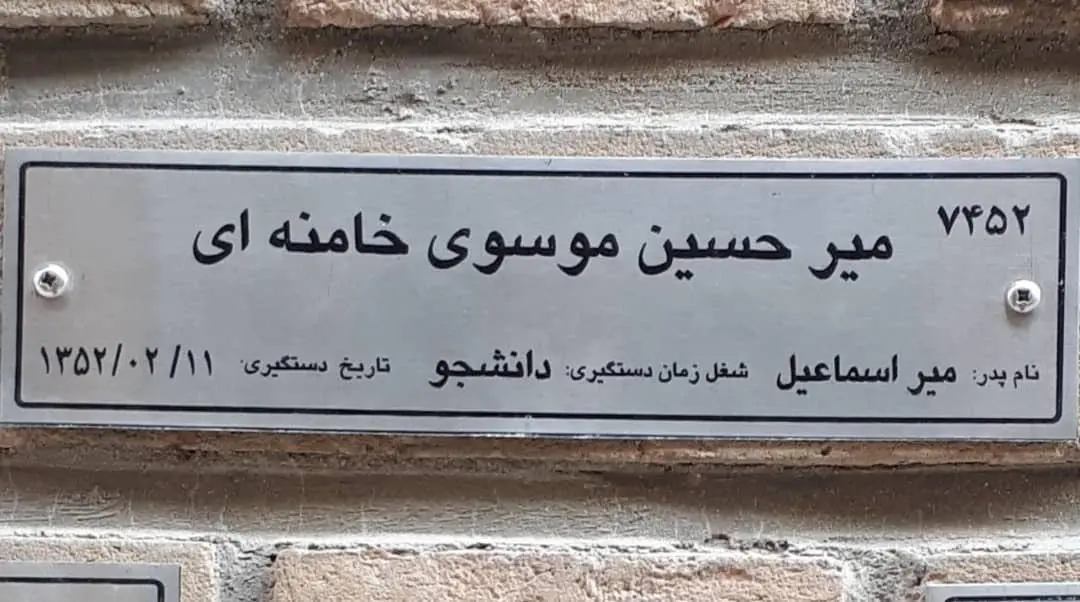 ۷۴۵۲
میر حسین موسوی خامنه ای
نام پدر: میر اسماعیل شغل زمان دستگیری: دانشجو تاریخ دستگیری: ۱۳۵۲/۰۲/۱۱